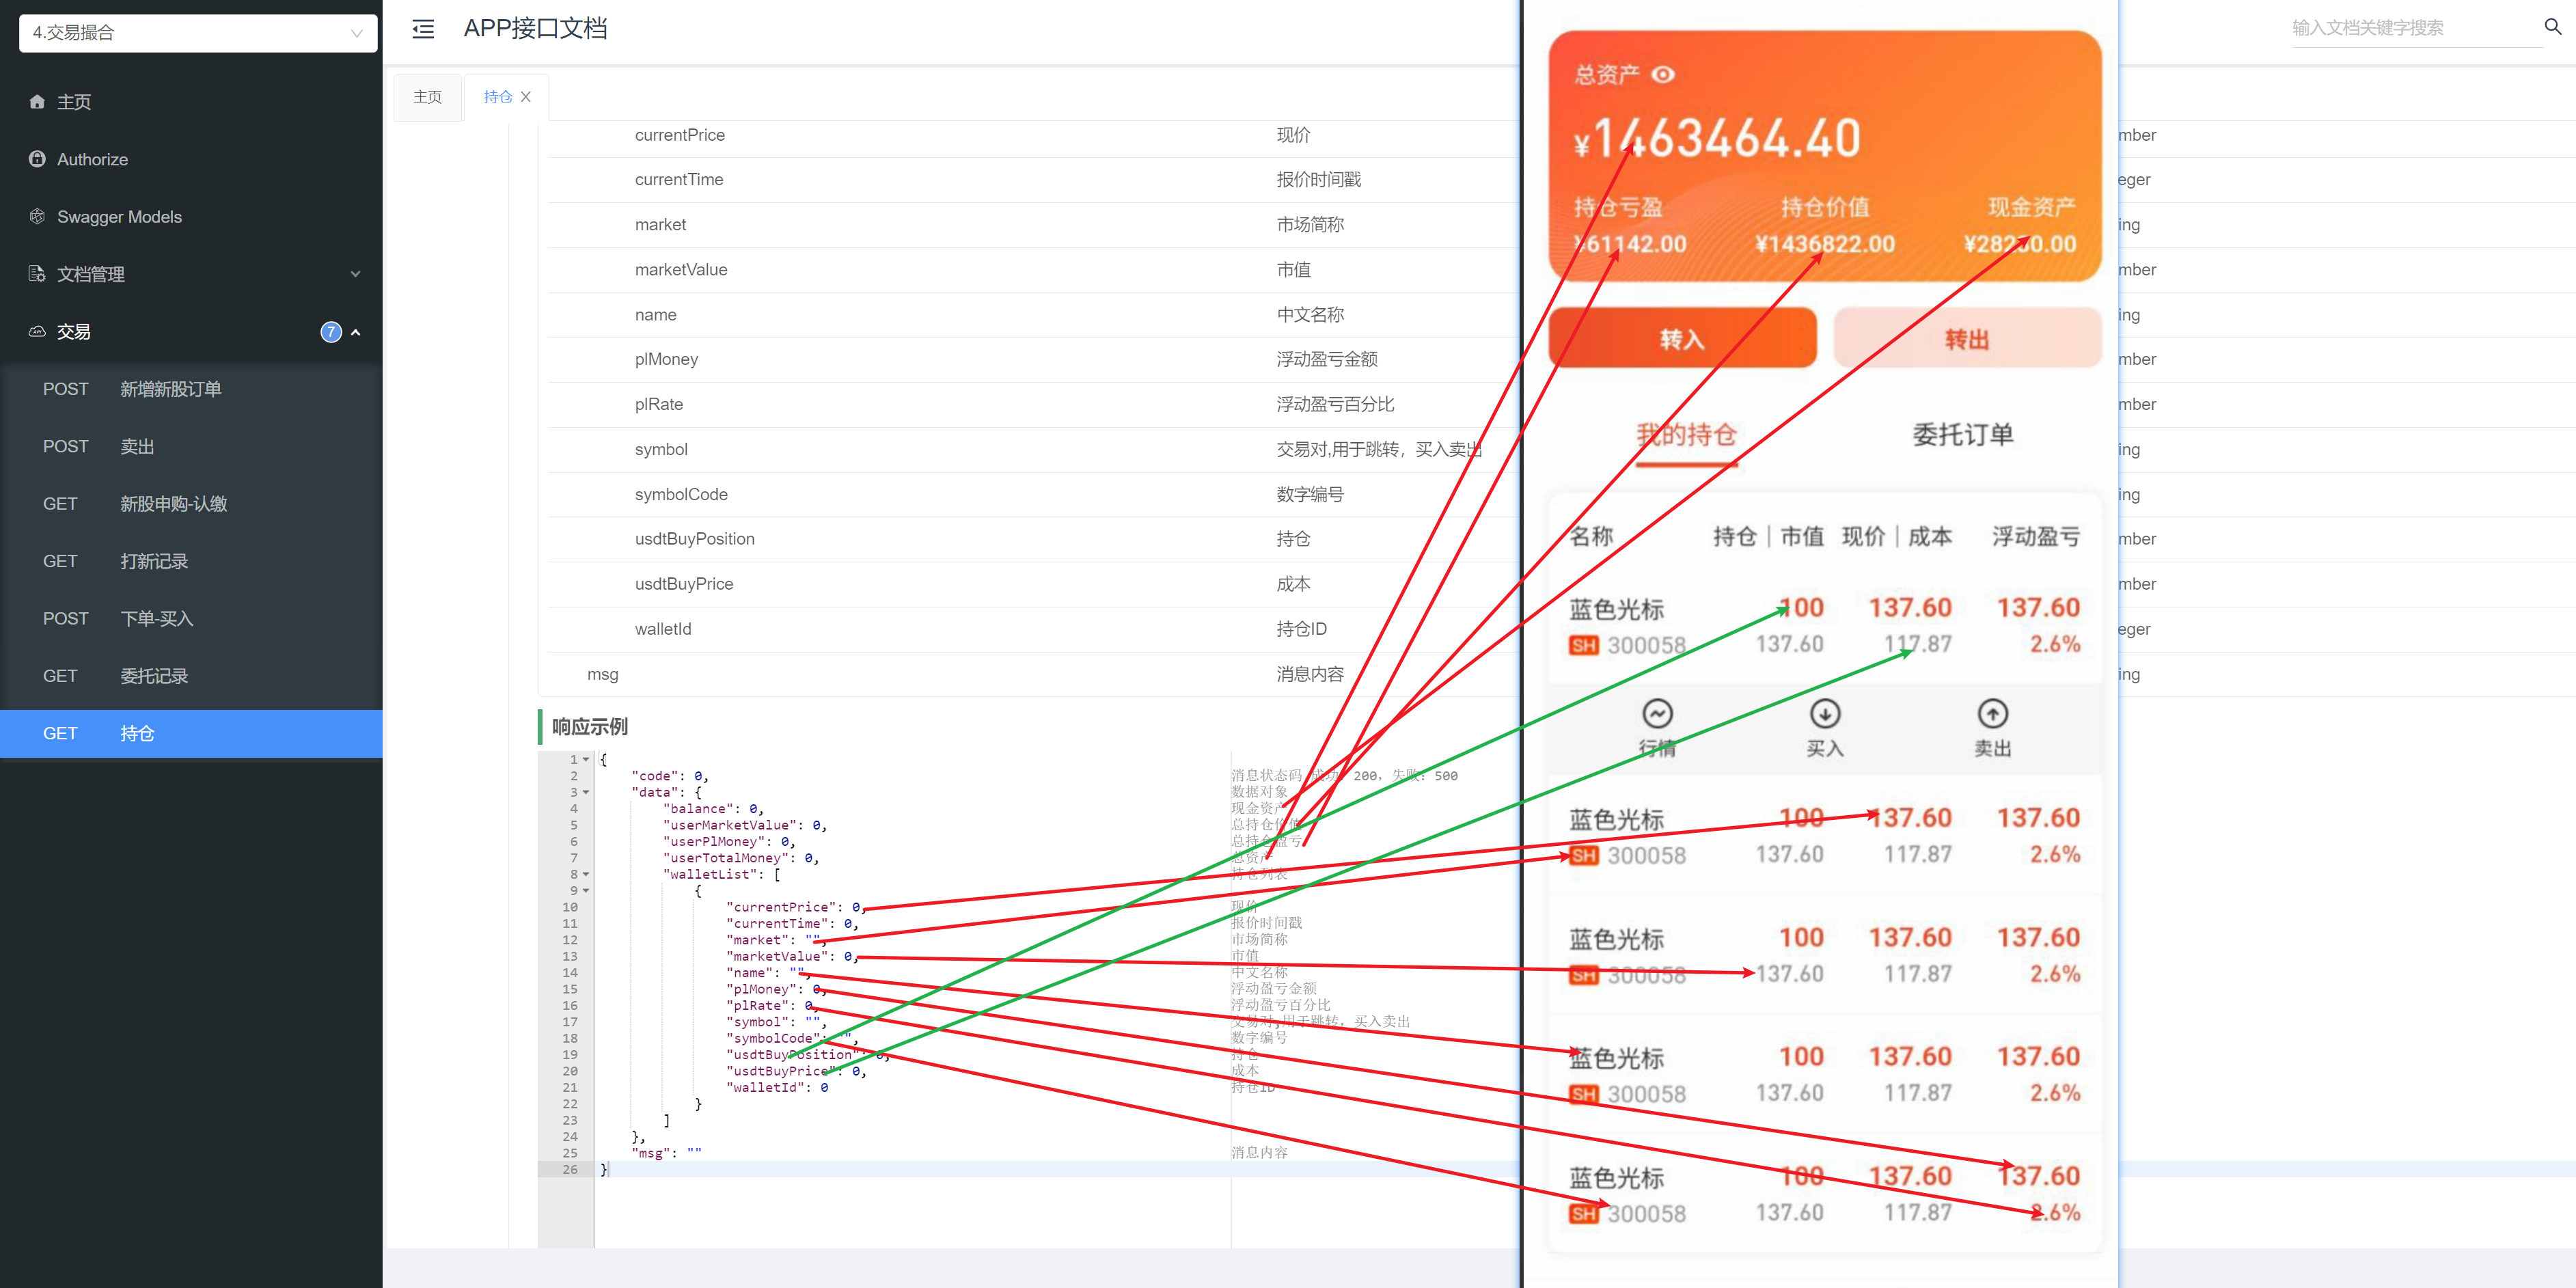 4.交易撮合
主页
Authorize
Swagger Models
文档管理
交易 7
POST 新增新股订单
POST 卖出
GET 新股申购-认缴
GET 打新记录
POST 下单-买入
GET 委托记录
GET 持仓
APP接口文档
输入文档关键字搜索
主页
持仓
currentPrice 现价 mber
currentTime 报价时间戳 eger
market 市场简称 ing
marketValue 市值 mber
name 中文名称 ing
plMoney 浮动盈亏金额 mber
plRate 浮动盈亏百分比 mber
symbol 交易对,用于跳转，买入卖出 ing
symbolCode 数字编号 ing
usdtBuyPosition 持仓 mber
usdtBuyPrice 成本 mber
walletId 持仓ID eger
msg 消息内容 ing
响应示例
1 {
2 "code": 0, 消息状态码 成功: 200, 失败: 500
3 "data": { 数据对象
4 "balance": 0, 现金资产
5 "userMarketValue": 0, 总持仓价值
6 "userPlMoney": 0, 总持仓盈亏
7 "userTotalMoney": 0, 总资产
8 "walletList": [ 持仓列表
9 {
10 "currentPrice": 0, 现价
11 "currentTime": 0, 报价时间戳
12 "market": "", 市场简称
13 "marketValue": 0, 市值
14 "name": "", 中文名称
15 "plMoney": 0, 浮动盈亏金额
16 "plRate": 0, 浮动盈亏百分比
17 "symbol": "", 交易对,用于跳转，买入卖出
18 "symbolCode": "", 数字编号
19 "usdtBuyPosition": 0, 持仓
20 "usdtBuyPrice": 0, 成本
21 "walletId": 0 持仓ID
22 }
23 ]
24 },
25 "msg": "" 消息内容
26 }
总资产
¥1463464.40
持仓亏盈 持仓价值 现金资产
¥61142.00 ¥1436822.00 ¥28230.00
转入 转出
我的持仓 委托订单
名称 持仓｜市值 现价｜成本 浮动盈亏
蓝色光标 100 137.60 137.60
SH 300058 137.60 117.87 2.6%
行情 买入 卖出
蓝色光标 100 137.60 137.60
SH 300058 137.60 117.87 2.6%
蓝色光标 100 137.60 137.60
SH 300058 137.60 117.87 2.6%
蓝色光标 100 137.60 137.60
SH 300058 137.60 117.87 2.6%
蓝色光标 100 137.60 137.60
SH 300058 137.60 117.87 2.6%